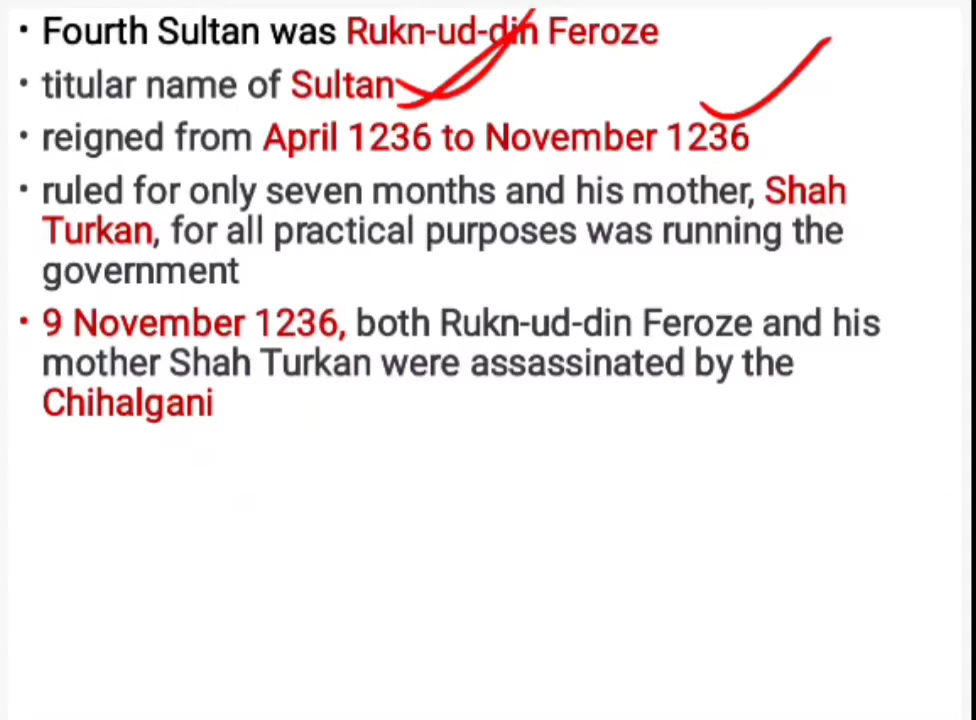 • Fourth Sultan was Rukn-ud-din Feroze
• titular name of Sultan
• reigned from April 1236 to November 1236
• ruled for only seven months and his mother, Shah
Turkan, for all practical purposes was running the
government
• 9 November 1236, both Rukn-ud-din Feroze and his
mother Shah Turkan were assassinated by the
Chihalgani